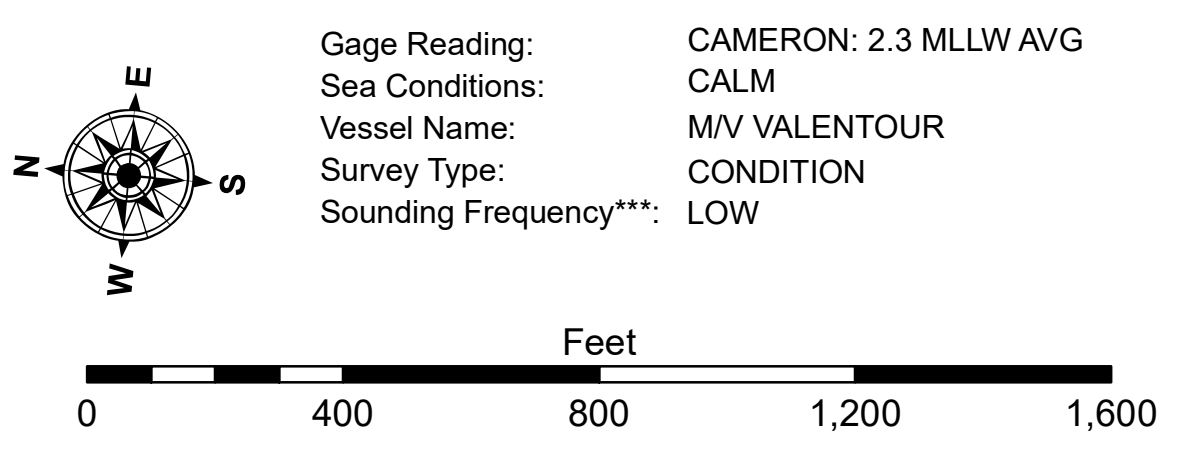 E
N
S
W
Gage Reading: CAMERON: 2.3 MLLW AVG
Sea Conditions: CALM
Vessel Name: M/V VALENTOUR
Survey Type: CONDITION
Sounding Frequency***: LOW
Feet
0 400 800 1,200 1,600